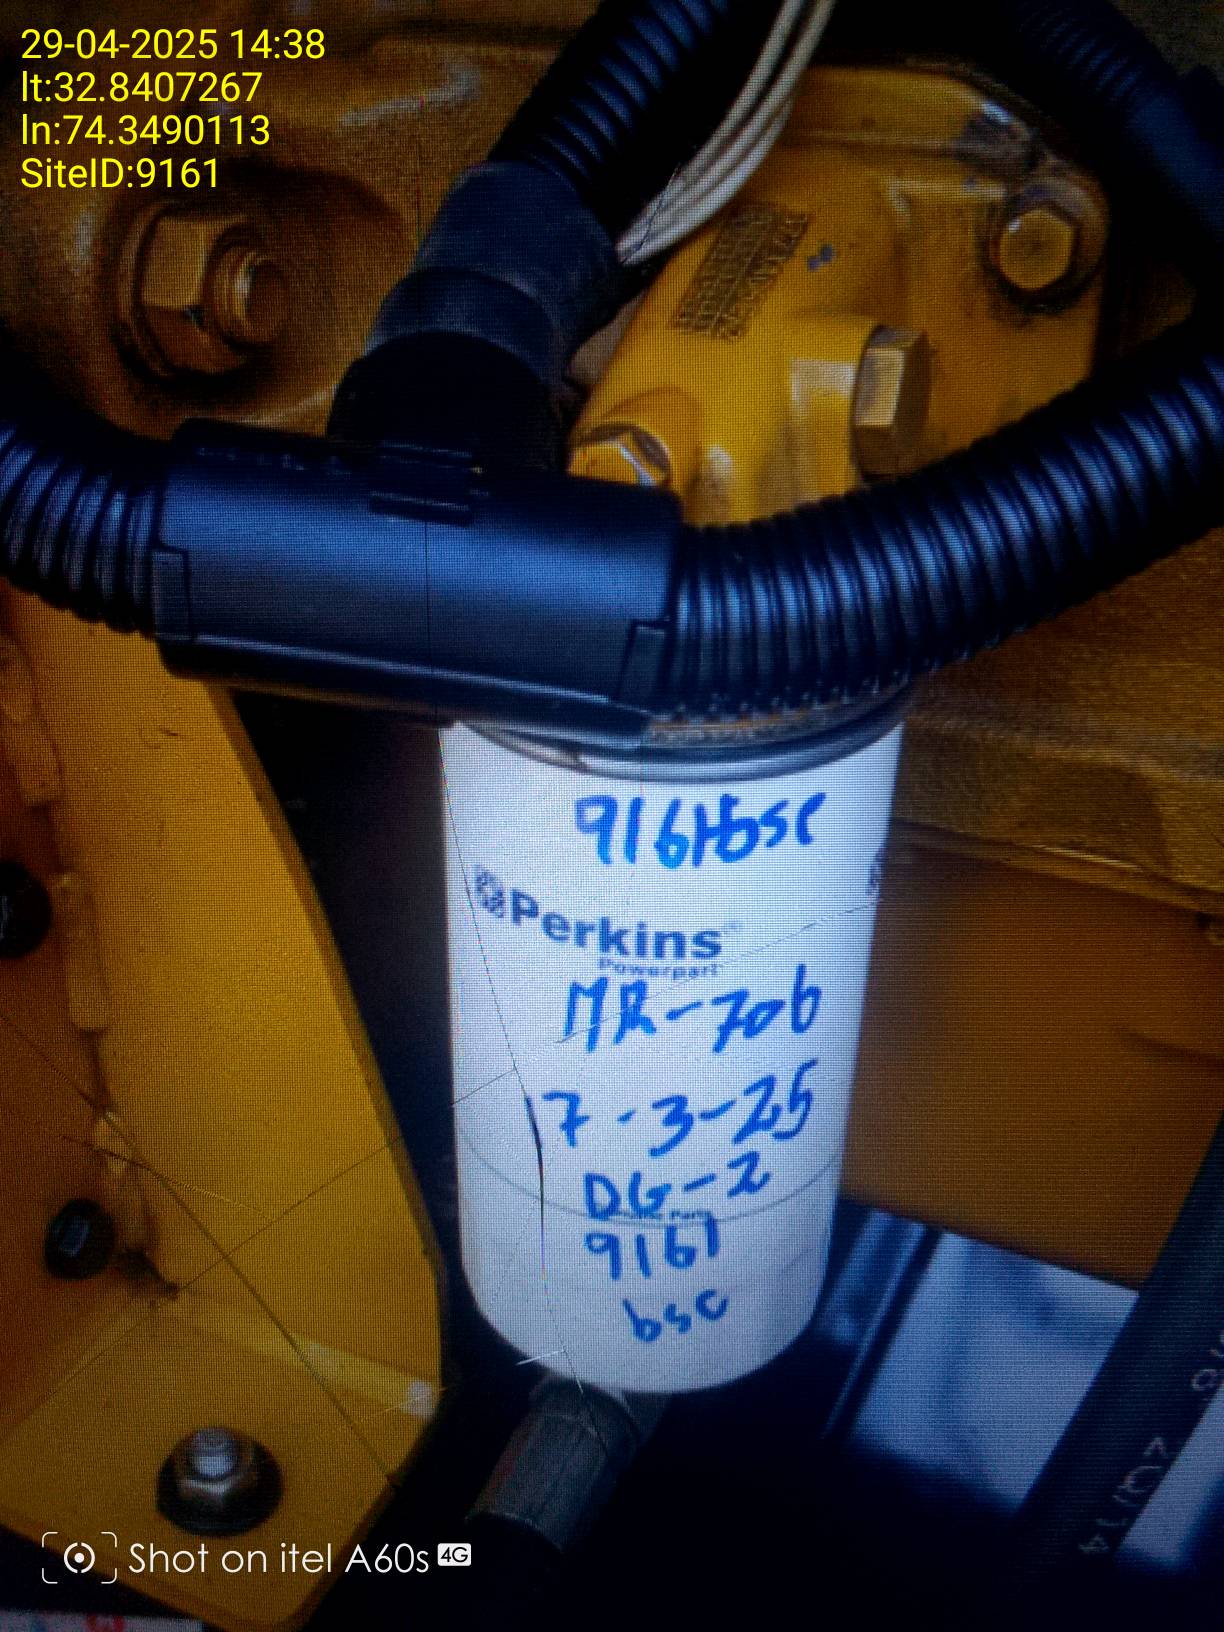 29-04-2025 14:38
lt:32.8407267
ln:74.3490113
SiteID:9161
9161bsc
Perkins
Powerpart
MR-706
17-3-25
DG-2
9161
bsc
Shot on itel A60s 4G